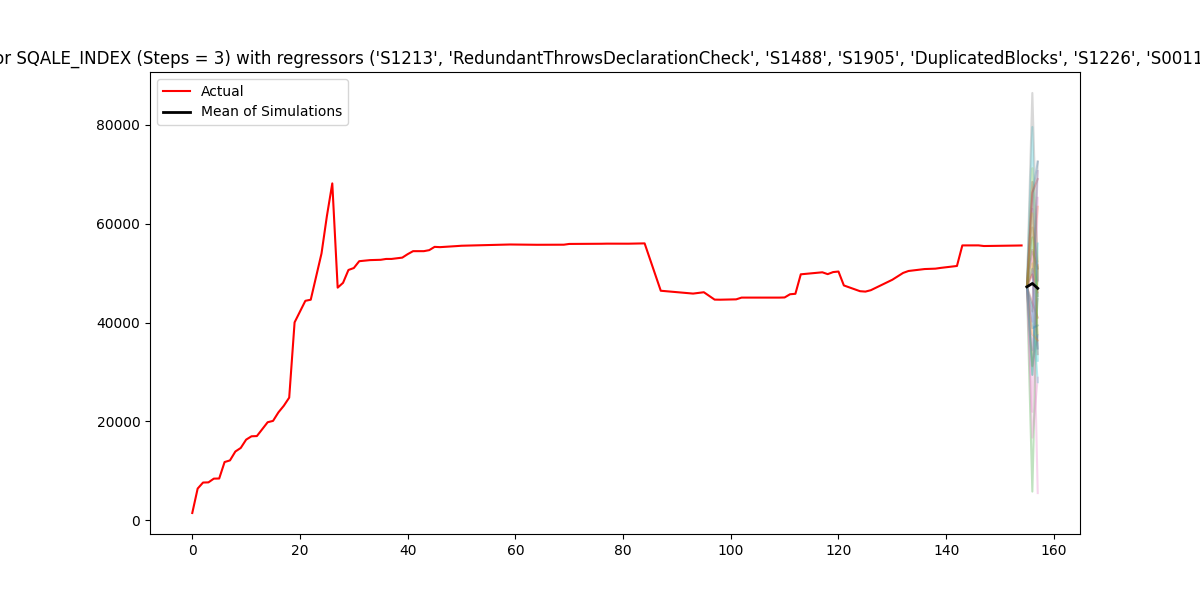 or SQALE_INDEX (Steps = 3) with regressors ('S1213', 'RedundantThrowsDeclarationCheck', 'S1488', 'S1905', 'DuplicatedBlocks', 'S1226', 'S0011
Actual
Mean of Simulations
80000
60000
40000
20000
0
0 20 40 60 80 100 120 140 160